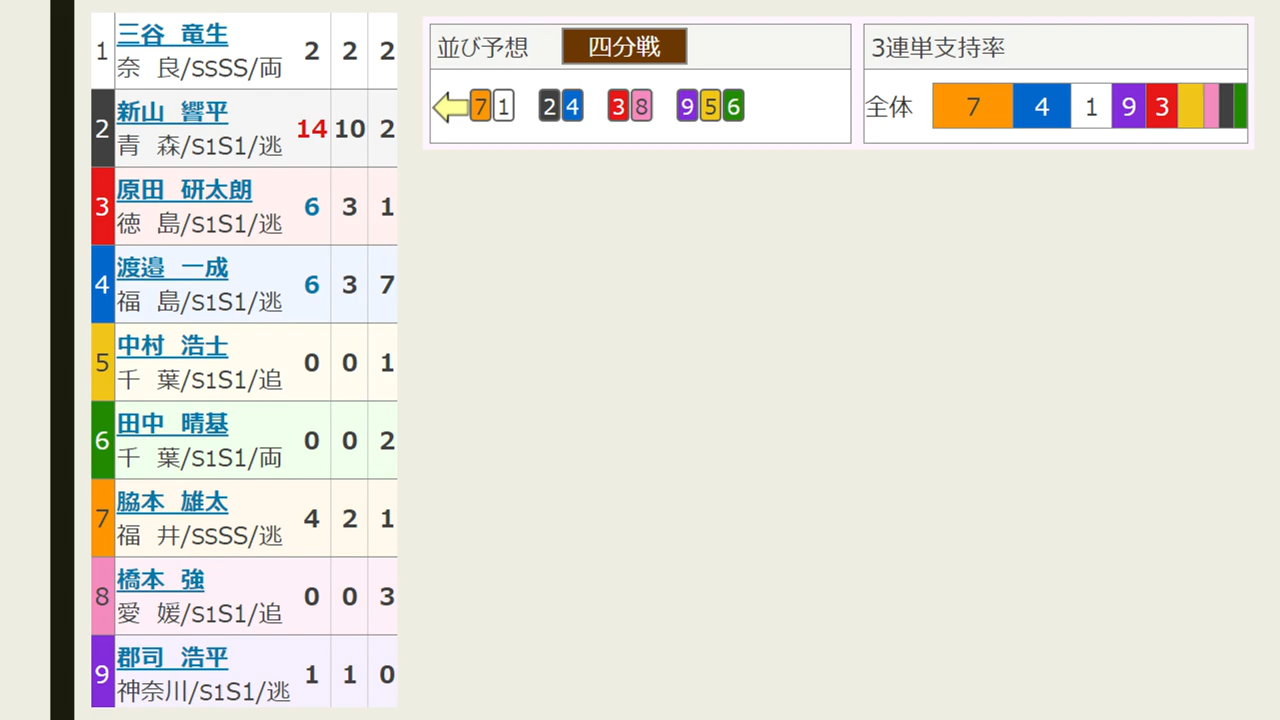 1 三谷 竜生 2 2 2
奈 良/SSSS/両
2 新山 響平 14 10 2
青 森/S1S1/逃
3 原田 研太朗 6 3 1
徳 島/S1S1/逃
4 渡邉 一成 6 3 7
福 島/S1S1/逃
5 中村 浩士 0 0 1
千 葉/S1S1/追
6 田中 晴基 0 0 2
千 葉/S1S1/両
7 脇本 雄太 4 2 1
福 井/SSSS/逃
8 橋本 強 0 0 3
愛 媛/S1S1/追
9 郡司 浩平 1 1 0
神奈川/S1S1/逃
並び予想 四分戦
7 1 2 4 3 8 9 5 6
3連単支持率
全体 7 4 1 9 3